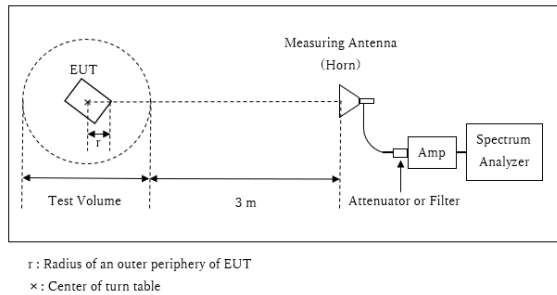 Measuring Antenna
(Horn)
EUT
r
Amp
Spectrum
Analyzer
Test Volume
3 m
Attenuator or Filter
r : Radius of an outer periphery of EUT
× : Center of turn table